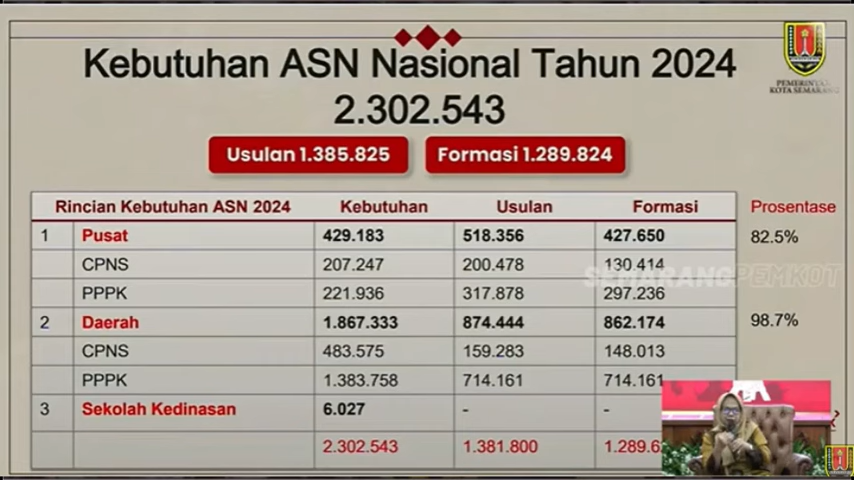 Kebutuhan ASN Nasional Tahun 2024
2.302.543
PEMERINTAH
KOTA SEMARANG
Usulan 1.385.825 Formasi 1.289.824
Rincian Kebutuhan ASN 2024 Kebutuhan Usulan Formasi Prosentase
1 Pusat 429.183 518.356 427.650 82.5%
CPNS 207.247 200.478 130.414
SEMARANGPEMKOT
PPPK 221.936 317.878 297.236
2 Daerah 1.867.333 874.444 862.174 98.7%
CPNS 483.575 159.283 148.013
PPPK 1.383.758 714.161 714.161
3 Sekolah Kedinasan 6.027 - -
2.302.543 1.381.800 1.289.6